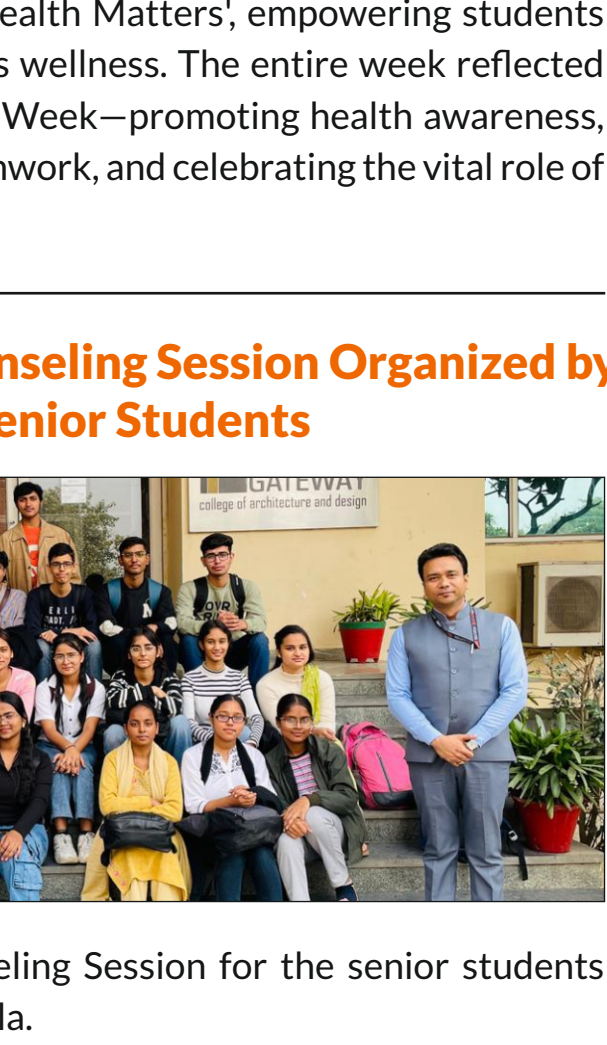 ealth Matters', empowering students
s wellness. The entire week reflected
Week—promoting health awareness,
nwork, and celebrating the vital role of
nseling Session Organized by
enior Students
GATEWAY
college of architecture and design
eling Session for the senior students
la.